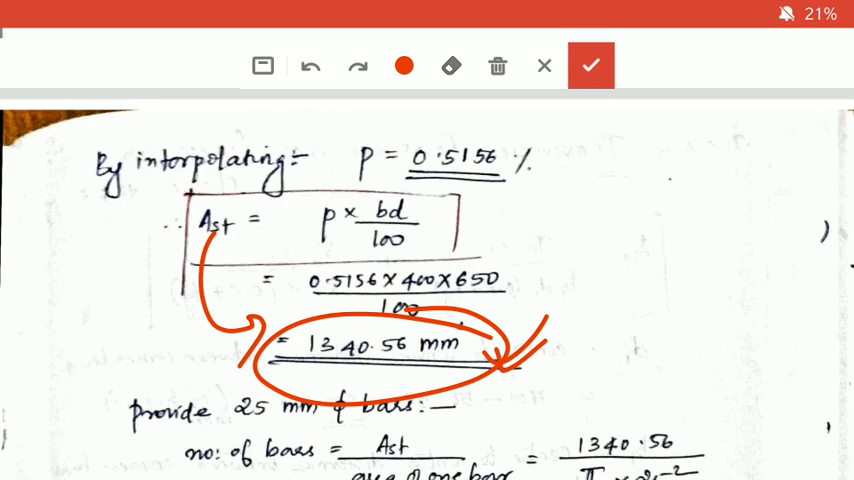 21%
By interpolating:- p = 0.5156 %
∴ Ast = p × bd/100
= 0.5156 × 400 × 650 / 100
= 1340.56 mm
provide 25 mm ϕ bars:—
no: of bars = Ast / area of one bar = 1340.56 /